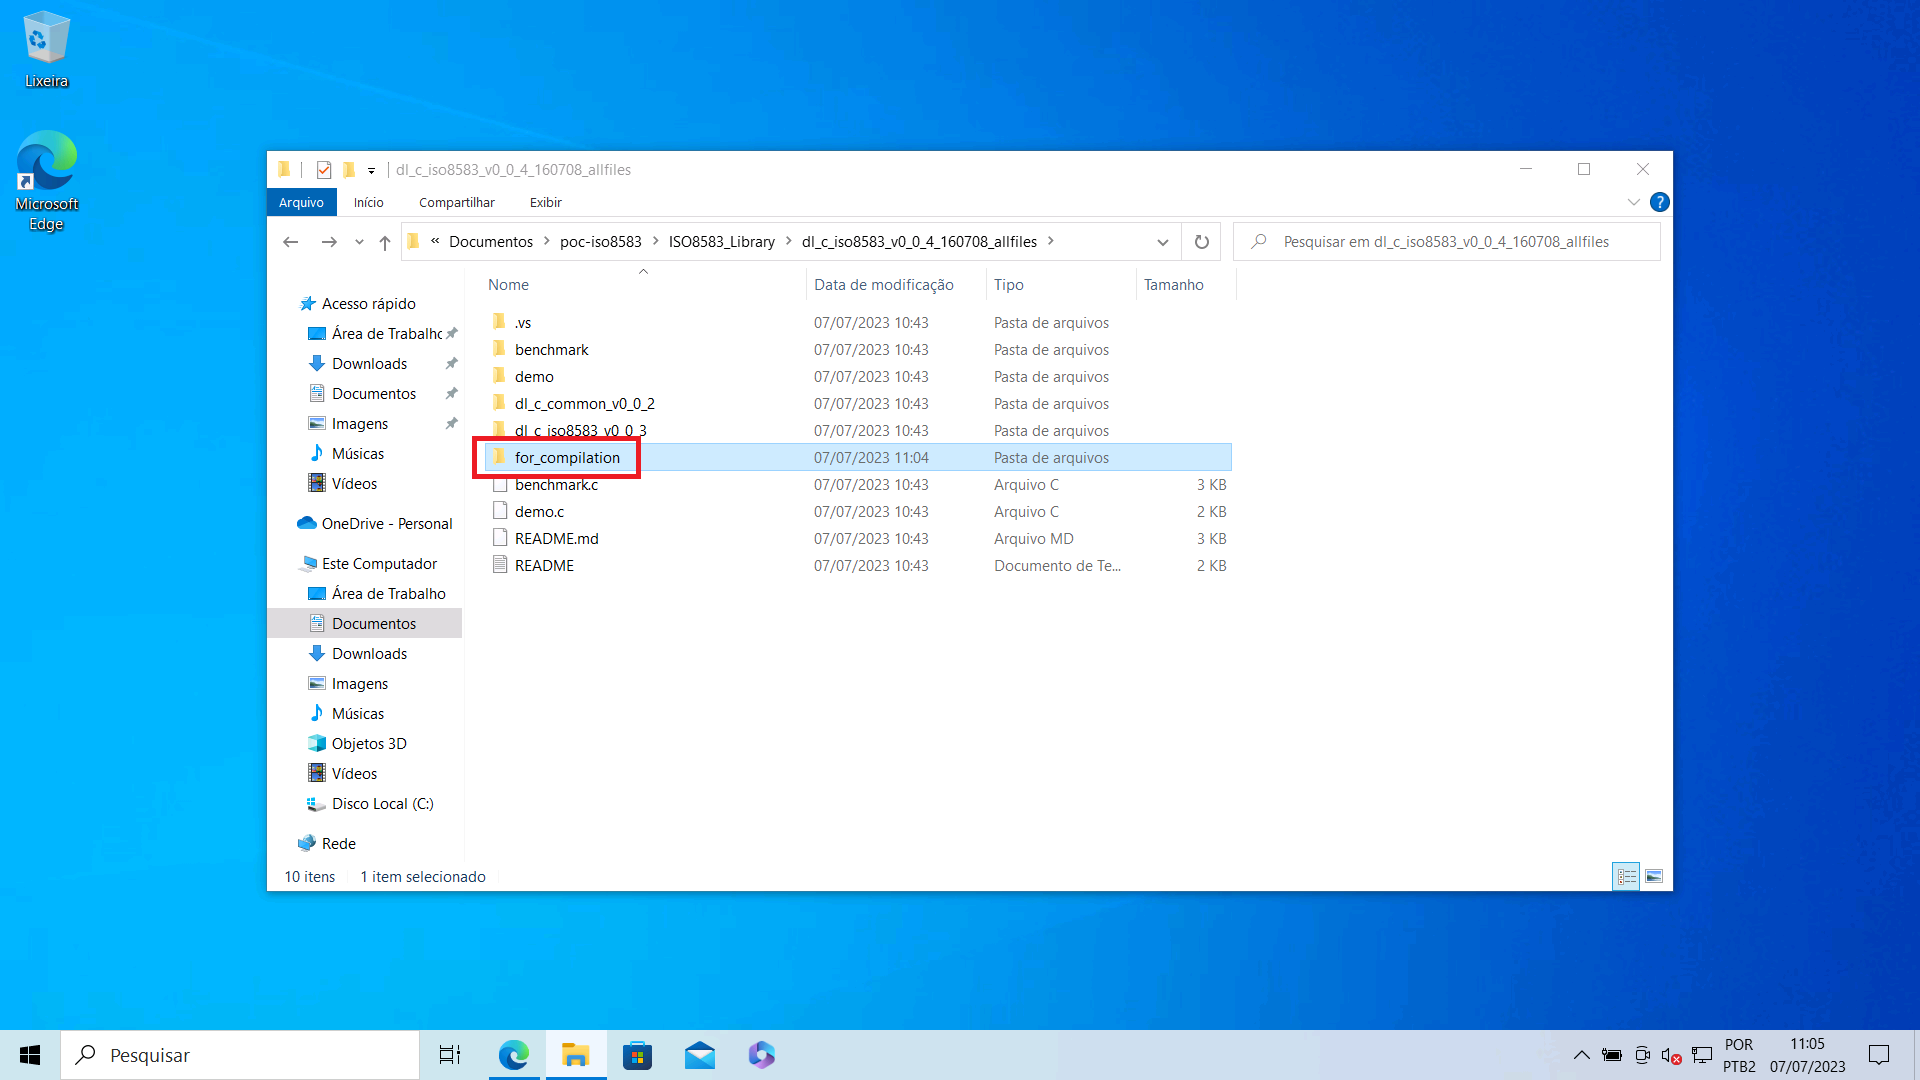 Lixeira
Microsoft
Edge
dl_c_iso8583_v0_0_4_160708_allfiles
Arquivo Início Compartilhar Exibir
« Documentos > poc-iso8583 > ISO8583_Library > dl_c_iso8583_v0_0_4_160708_allfiles >
Pesquisar em dl_c_iso8583_v0_0_4_160708_allfiles
Nome Data de modificação Tipo Tamanho
.vs 07/07/2023 10:43 Pasta de arquivos
benchmark 07/07/2023 10:43 Pasta de arquivos
demo 07/07/2023 10:43 Pasta de arquivos
dl_c_common_v0_0_2 07/07/2023 10:43 Pasta de arquivos
dl_c_iso8583_v0_0_3 07/07/2023 10:43 Pasta de arquivos
for_compilation 07/07/2023 11:04 Pasta de arquivos
benchmark.c 07/07/2023 10:43 Arquivo C 3 KB
demo.c 07/07/2023 10:43 Arquivo C 2 KB
README.md 07/07/2023 10:43 Arquivo MD 3 KB
README 07/07/2023 10:43 Documento de Te... 2 KB
Acesso rápido
Área de Trabalho
Downloads
Documentos
Imagens
Músicas
Vídeos
OneDrive - Personal
Este Computador
Área de Trabalho
Documentos
Downloads
Imagens
Músicas
Objetos 3D
Vídeos
Disco Local (C:)
Rede
10 itens 1 item selecionado
Pesquisar
POR
PTB2
11:05
07/07/2023